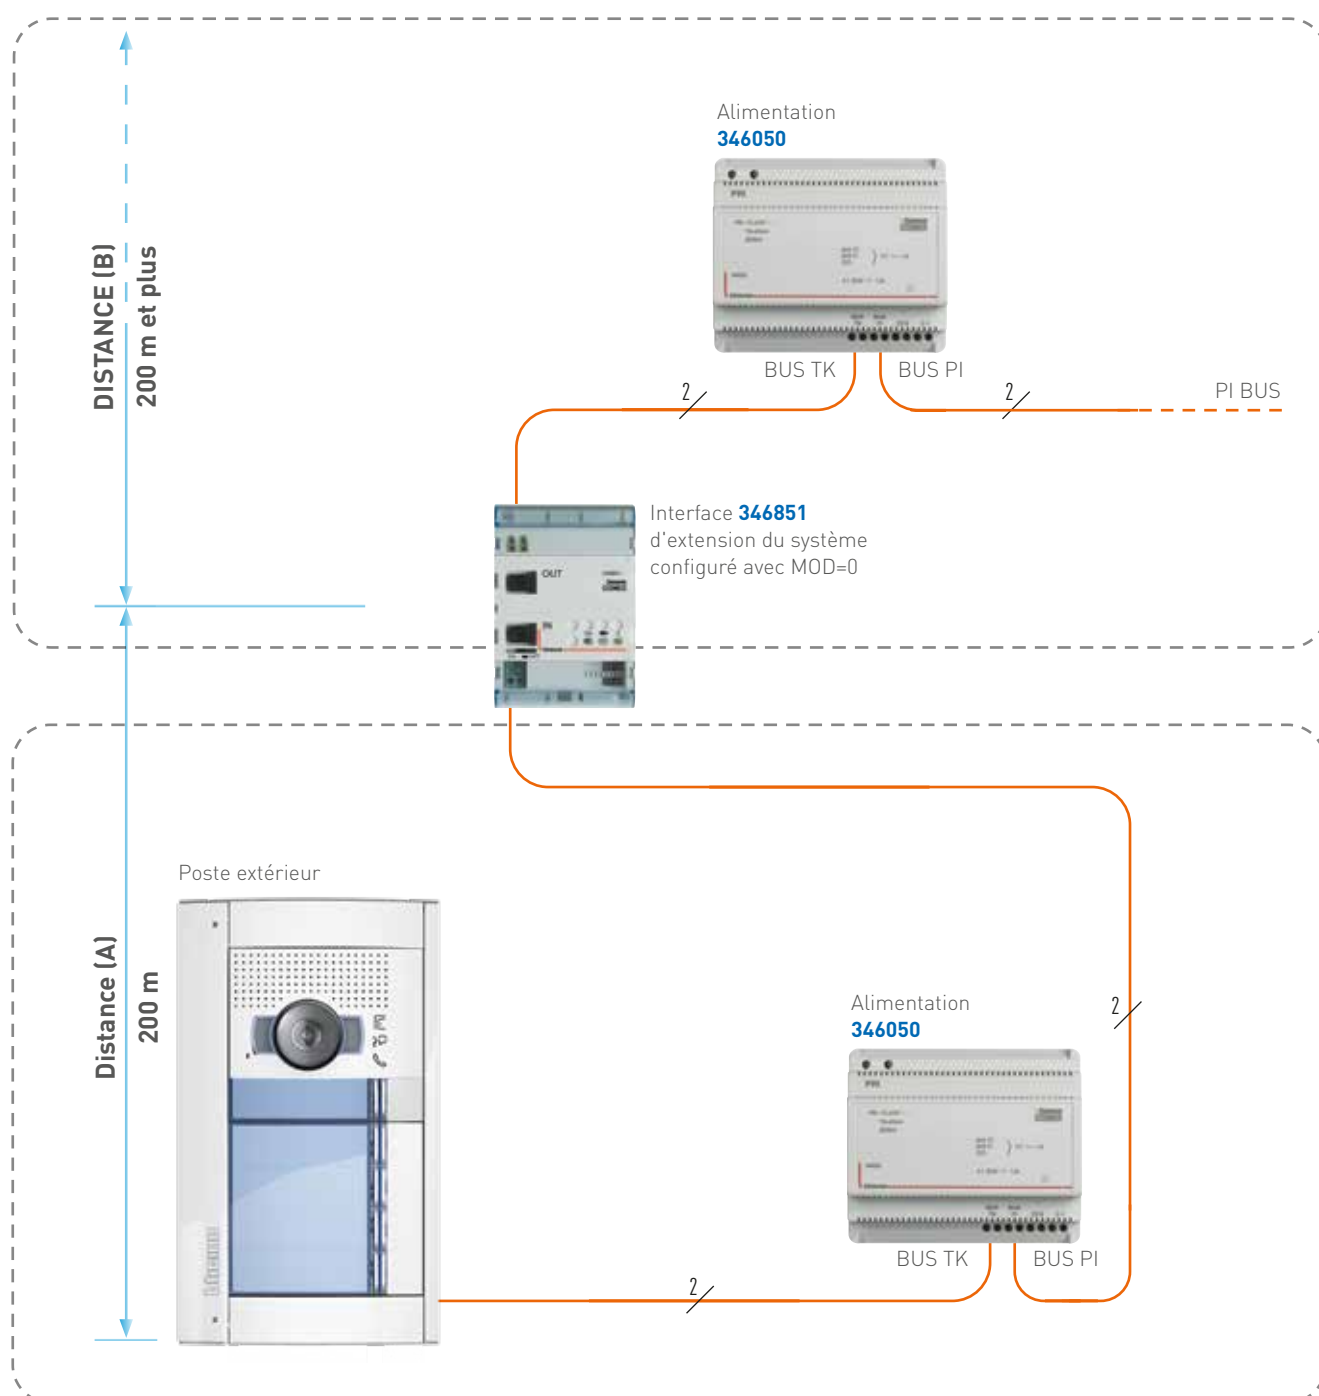 Alimentation
346050
DISTANCE (B)
200 m et plus
BUS TK
BUS PI
2
2
PI BUS
Interface 346851
d'extension du système
configuré avec MOD=0
OUT
IN
Poste extérieur
Distance (A)
200 m
2
Alimentation
346050
BUS TK
BUS PI
2